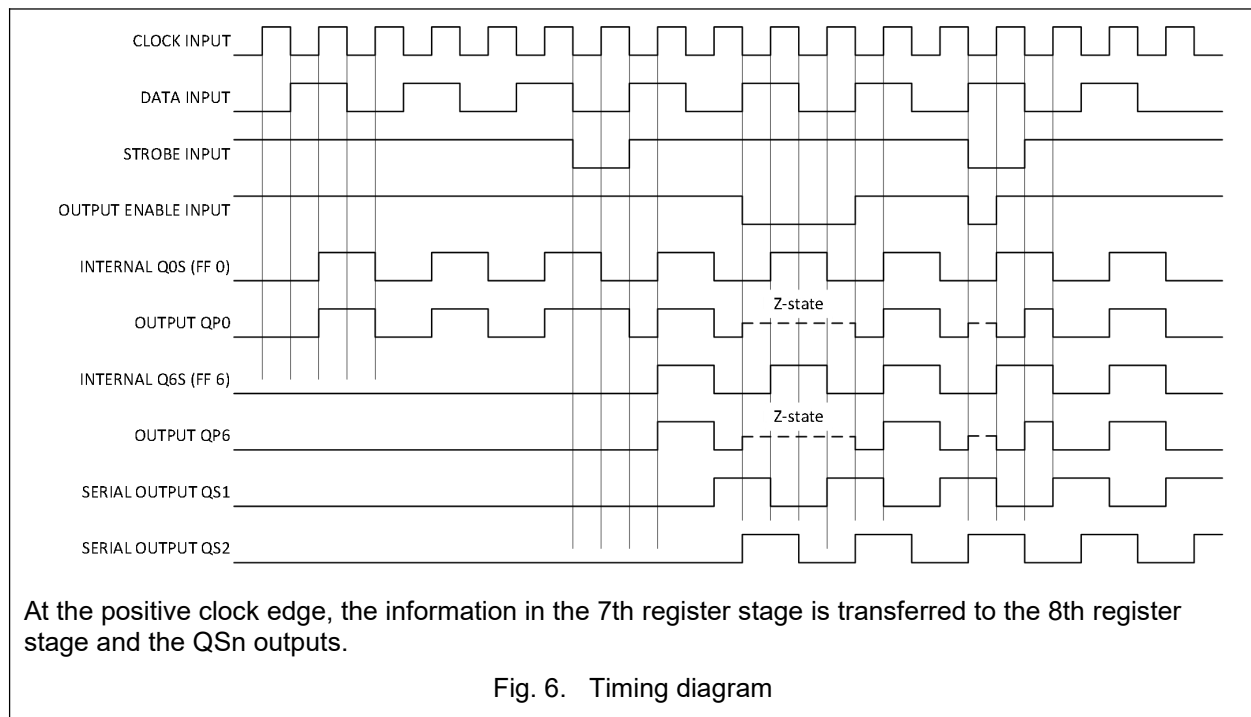 CLOCK INPUT
DATA INPUT
STROBE INPUT
OUTPUT ENABLE INPUT
INTERNAL Q0S (FF 0)
Z-state
OUTPUT QP0
INTERNAL Q6S (FF 6)
Z-state
OUTPUT QP6
SERIAL OUTPUT QS1
SERIAL OUTPUT QS2
At the positive clock edge, the information in the 7th register stage is transferred to the 8th register
stage and the QSn outputs.
Fig. 6. Timing diagram